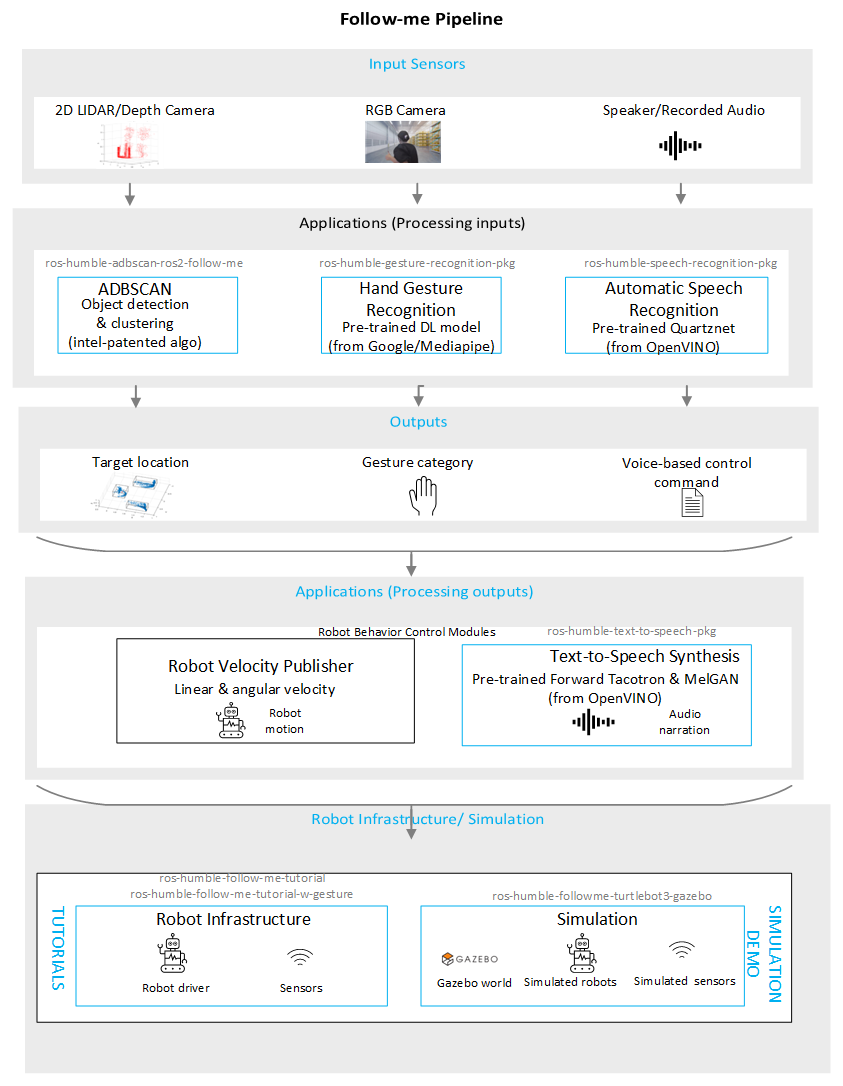 Follow-me Pipeline
Input Sensors
2D LIDAR/Depth Camera
RGB Camera
Speaker/Recorded Audio
Applications (Processing inputs)
ros-humble-adbscan-ros2-follow-me
ros-humble-gesture-recognition-pkg
ros-humble-speech-recognition-pkg
ADBSCAN
Object detection
& clustering
(intel-patented algo)
Hand Gesture
Recognition
Pre-trained DL model
(from Google/Mediapipe)
Automatic Speech
Recognition
Pre-trained Quartznet
(from OpenVINO)
Outputs
Target location
Gesture category
Voice-based control
command
Applications (Processing outputs)
Robot Behavior Control Modules
ros-humble-text-to-speech-pkg
Robot Velocity Publisher
Linear & angular velocity
Robot
motion
Text-to-Speech Synthesis
Pre-trained Forward Tacotron & MelGAN
(from OpenVINO)
Audio
narration
Robot Infrastructure/ Simulation
ros-humble-follow-me-tutorial
ros-humble-follow-me-tutorial-w-gesture
ros-humble-followme-turtlebot3-gazebo
TUTORIALS
Robot Infrastructure
Robot driver
Sensors
Simulation
GAZEBO
Gazebo world
Simulated robots
Simulated sensors
SIMULATION
DEMO